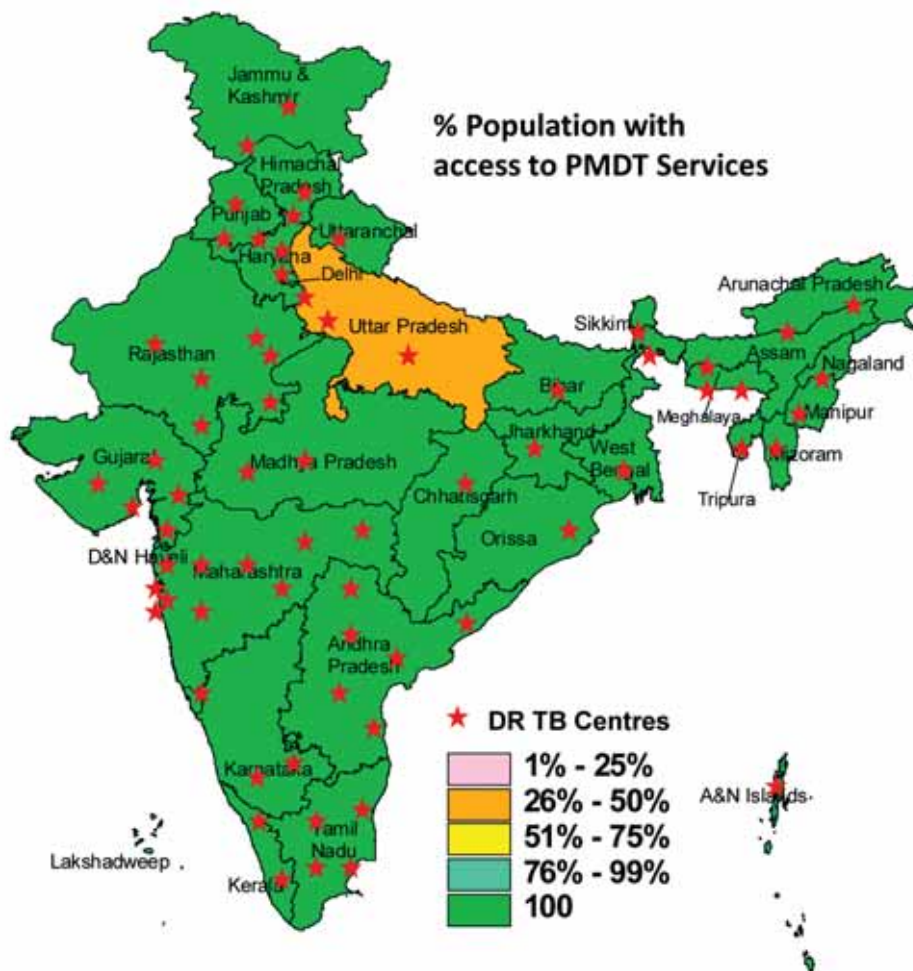 % Population with
access to PMDT Services
Jammu &
Kashmir
Himachal
Pradesh
Punjab
Uttaranchal
Haryana
Delhi
Uttar Pradesh
Arunachal Pradesh
Sikkim
Rajasthan
Assam
Nagaland
Bihar
Meghalaya
Manipur
Jharkhand
West
Bengal
Mizoram
Tripura
Gujarat
Madhya Pradesh
Chhatisgarh
Orissa
D&N Haveli
Maharashtra
Andhra
Pradesh
DR TB Centres
Karnataka
1% - 25%
26% - 50%
A&N Islands
51% - 75%
Tamil
Nadu
Lakshadweep
76% - 99%
Kerala
100